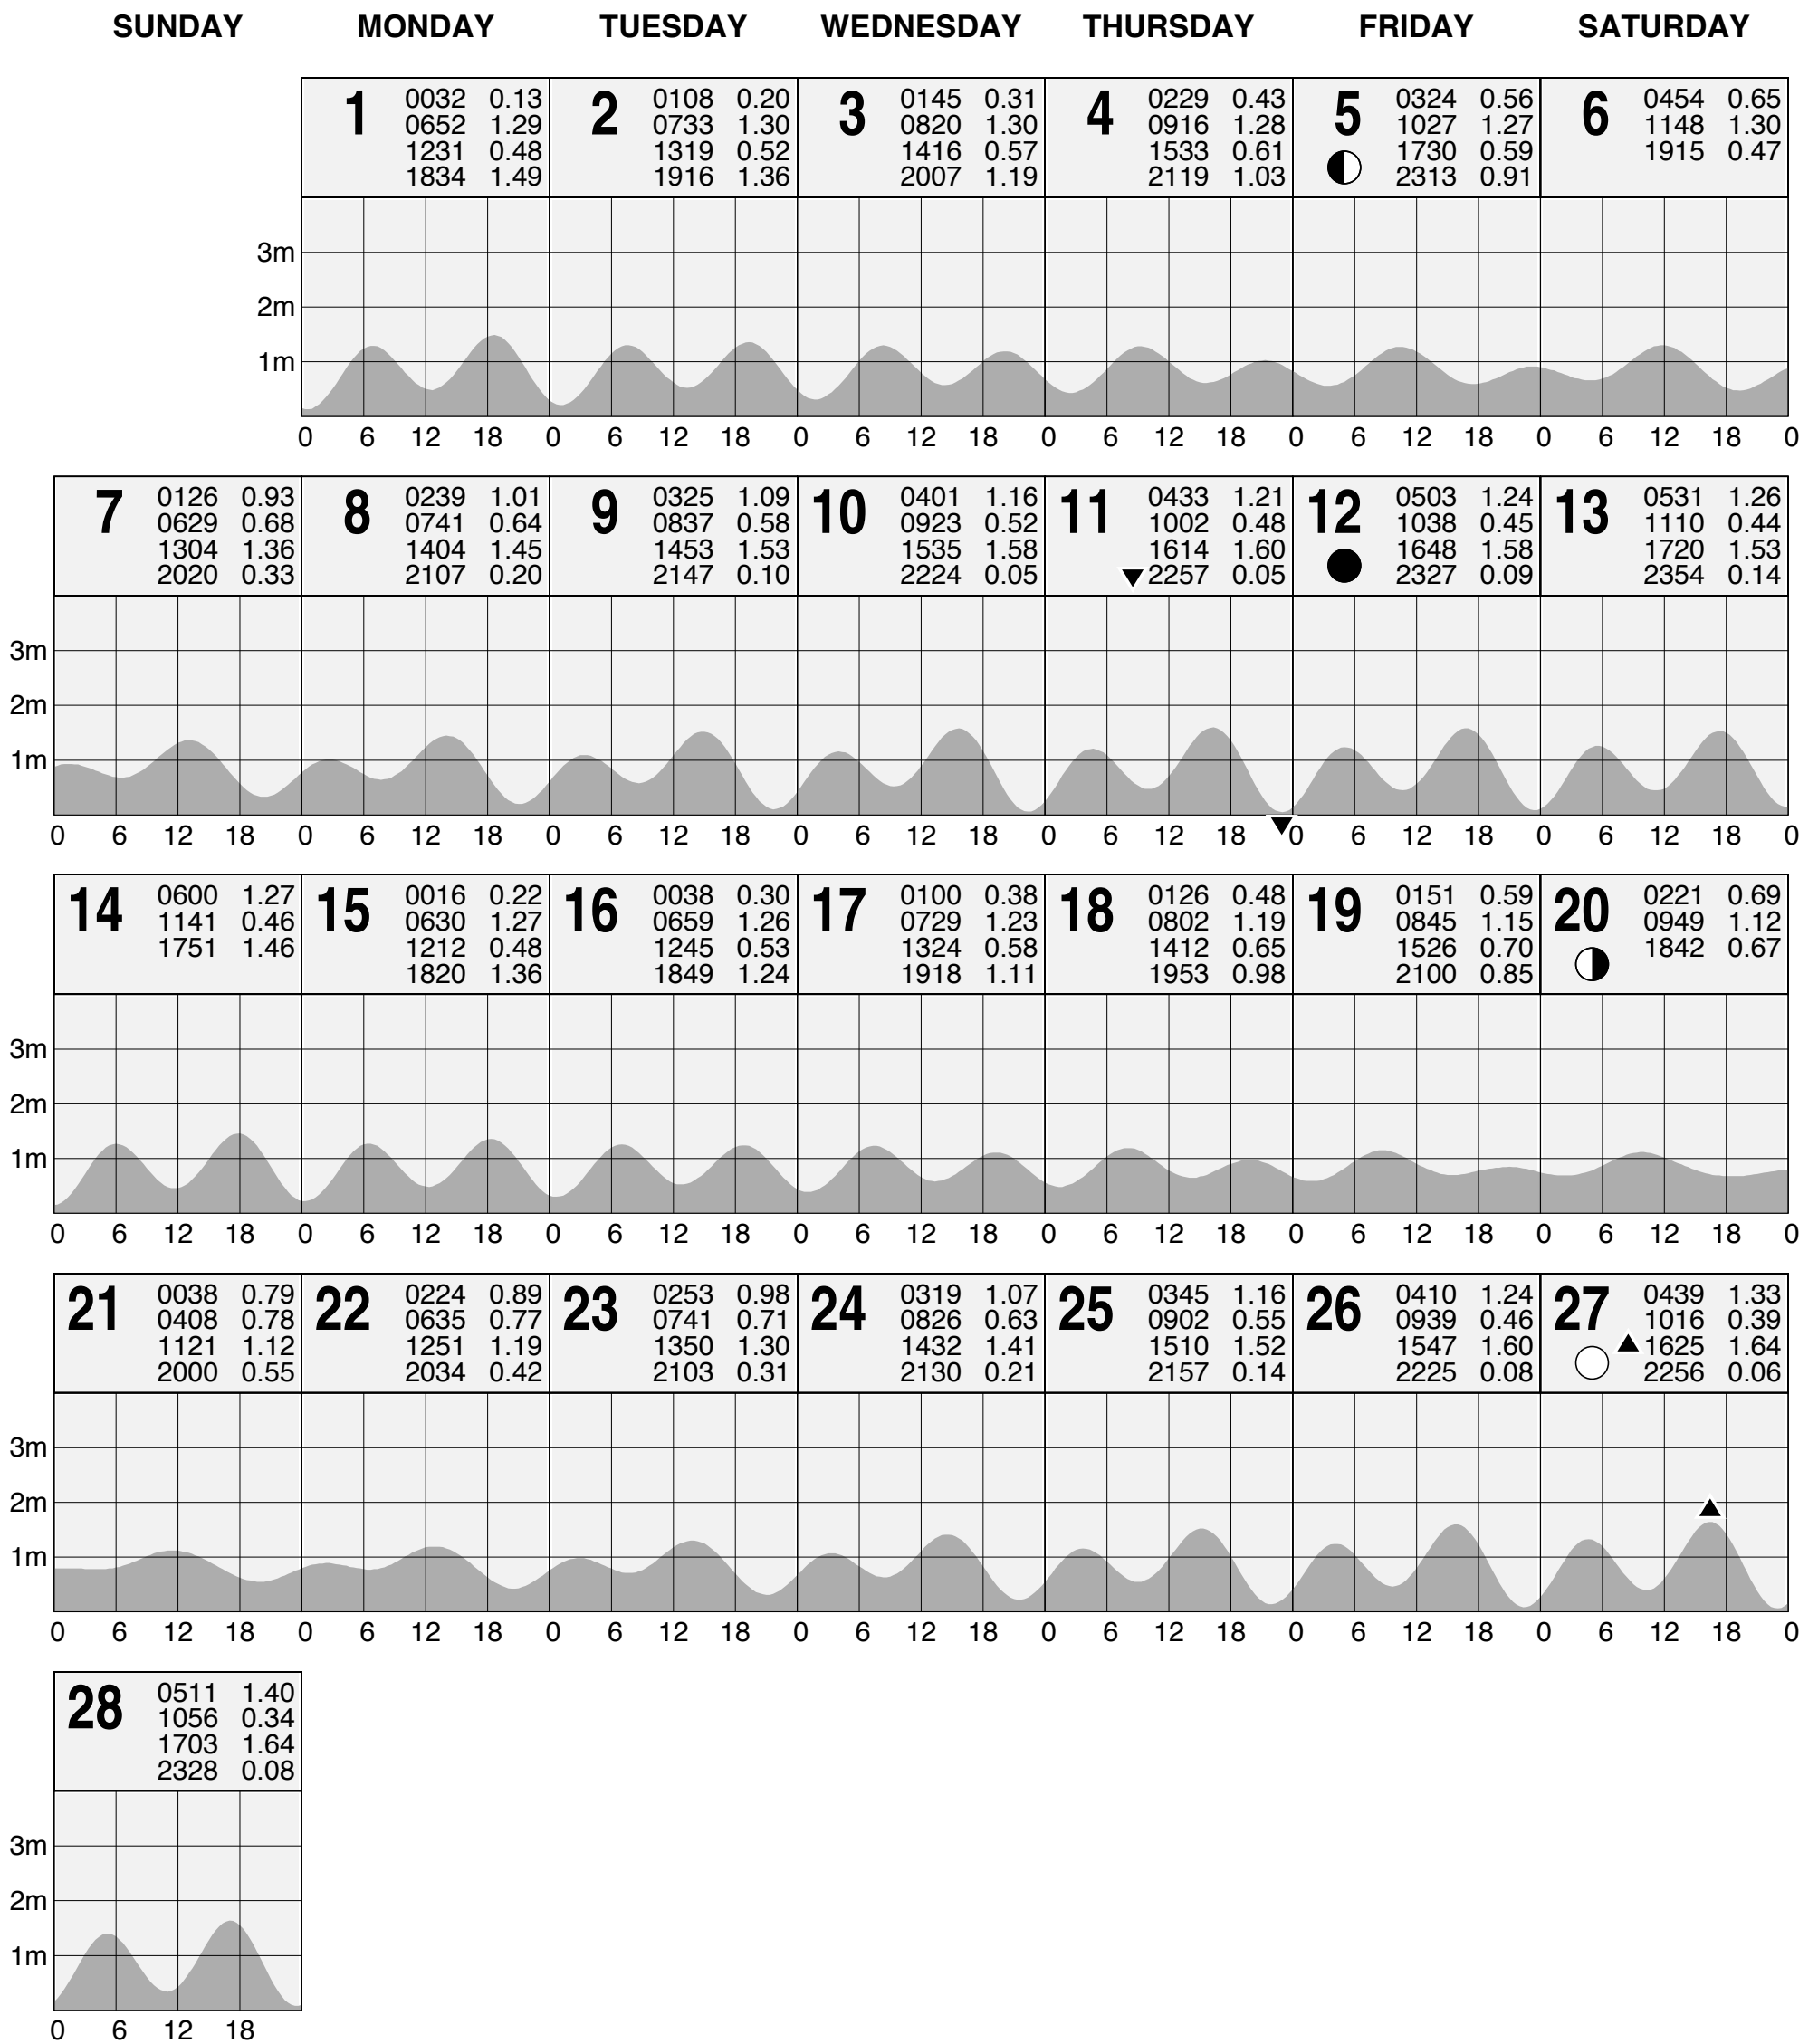 SUNDAY MONDAY TUESDAY WEDNESDAY THURSDAY FRIDAY SATURDAY
1 0032 0.13
0652 1.29
1231 0.48
1834 1.49
2 0108 0.20
0733 1.30
1319 0.52
1916 1.36
3 0145 0.31
0820 1.30
1416 0.57
2007 1.19
4 0229 0.43
0916 1.28
1533 0.61
2119 1.03
5 0324 0.56
1027 1.27
1730 0.59
2313 0.91
6 0454 0.65
1148 1.30
1915 0.47
3m
2m
1m
0 6 12 18 0 6 12 18 0 6 12 18 0 6 12 18 0 6 12 18 0 6 12 18 0
7 0126 0.93
0629 0.68
1304 1.36
2020 0.33
8 0239 1.01
0741 0.64
1404 1.45
2107 0.20
9 0325 1.09
0837 0.58
1453 1.53
2147 0.10
10 0401 1.16
0923 0.52
1535 1.58
2224 0.05
11 0433 1.21
1002 0.48
1614 1.60
2257 0.05
12 0503 1.24
1038 0.45
1648 1.58
2327 0.09
13 0531 1.26
1110 0.44
1720 1.53
2354 0.14
3m
2m
1m
0 6 12 18 0 6 12 18 0 6 12 18 0 6 12 18 0 6 12 18 0 6 12 18 0 6 12 18 0
14 0600 1.27
1141 0.46
1751 1.46
15 0016 0.22
0630 1.27
1212 0.48
1820 1.36
16 0038 0.30
0659 1.26
1245 0.53
1849 1.24
17 0100 0.38
0729 1.23
1324 0.58
1918 1.11
18 0126 0.48
0802 1.19
1412 0.65
1953 0.98
19 0151 0.59
0845 1.15
1526 0.70
2100 0.85
20 0221 0.69
0949 1.12
1842 0.67
3m
2m
1m
0 6 12 18 0 6 12 18 0 6 12 18 0 6 12 18 0 6 12 18 0 6 12 18 0 6 12 18 0
21 0038 0.79
0408 0.78
1121 1.12
2000 0.55
22 0224 0.89
0635 0.77
1251 1.19
2034 0.42
23 0253 0.98
0741 0.71
1350 1.30
2103 0.31
24 0319 1.07
0826 0.63
1432 1.41
2130 0.21
25 0345 1.16
0902 0.55
1510 1.52
2157 0.14
26 0410 1.24
0939 0.46
1547 1.60
2225 0.08
27 0439 1.33
1016 0.39
1625 1.64
2256 0.06
3m
2m
1m
0 6 12 18 0 6 12 18 0 6 12 18 0 6 12 18 0 6 12 18 0 6 12 18 0 6 12 18 0
28 0511 1.40
1056 0.34
1703 1.64
2328 0.08
3m
2m
1m
0 6 12 18